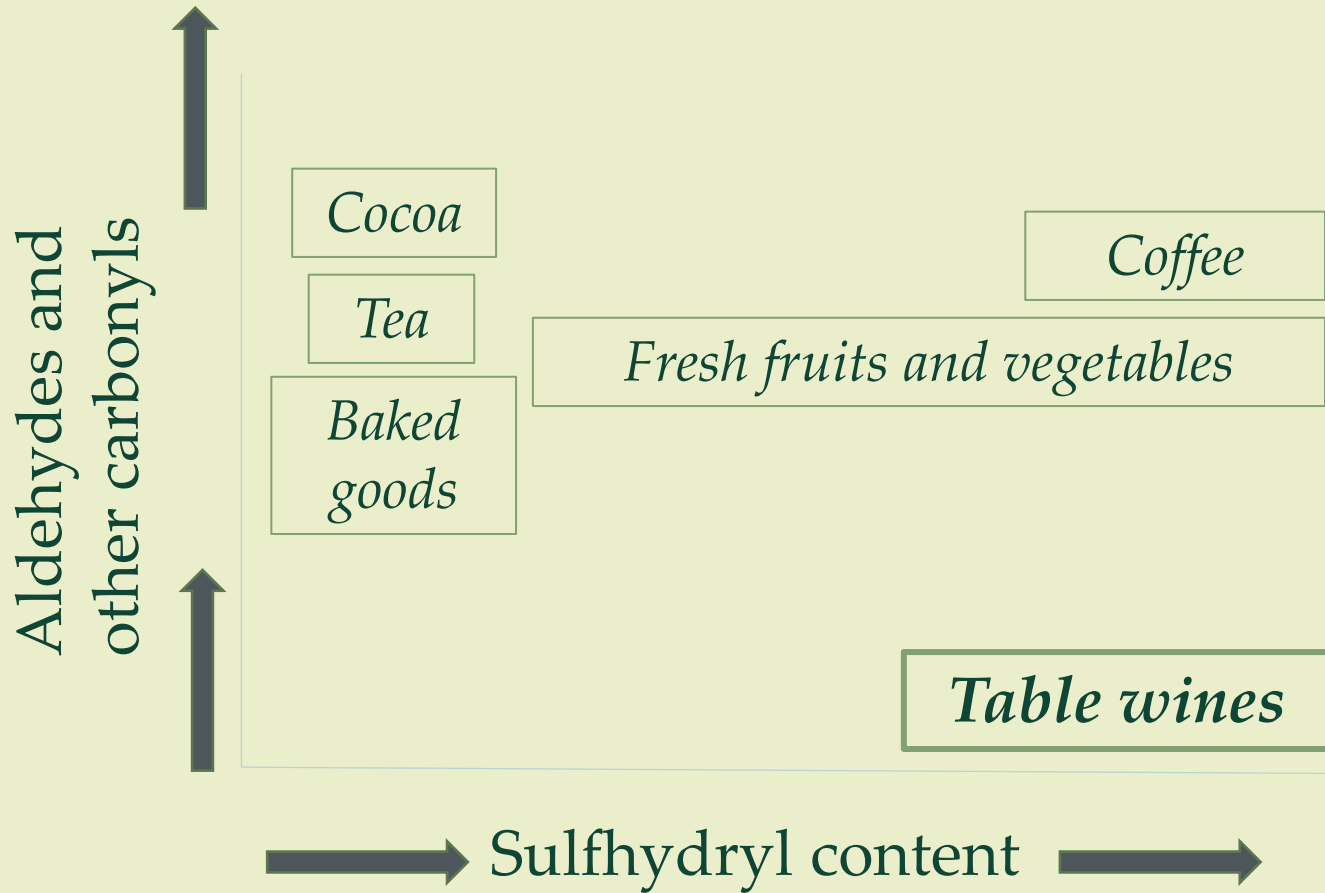 Aldehydes and
other carbonyls
Cocoa
Coffee
Tea
Fresh fruits and vegetables
Baked
goods
Table wines
Sulfhydryl content